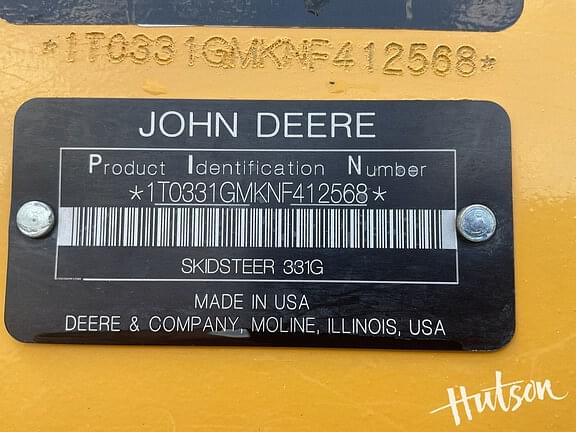 *1T0331GMKNF412568*
JOHN DEERE
Product Identification Number
*1T0331GMKNF412568*
SKIDSTEER 331G
MADE IN USA
DEERE & COMPANY, MOLINE, ILLINOIS, USA
Hutson